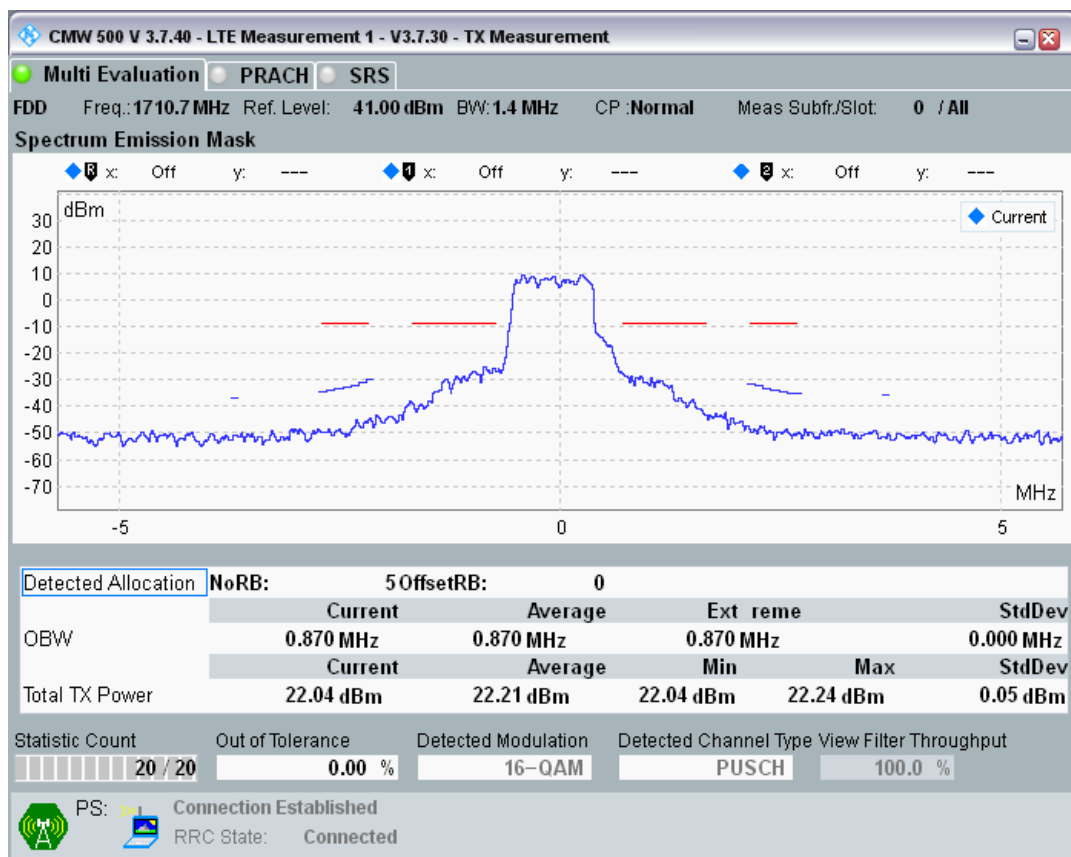 CMW 500 V 3.7.40 - LTE Measurement 1 - V3.7.30 - TX Measurement
Multi Evaluation PRACH SRS
FDD Freq.: 1710.7 MHz Ref. Level: 41.00 dBm BW: 1.4 MHz CP :Normal Meas Subfr./Slot: 0 / All
Spectrum Emission Mask
R x: Off y: --- 1 x: Off y: --- 2 x: Off y: ---
dBm
Current
30
20
10
0
-10
-20
-30
-40
-50
-60
-70
MHz
-5 0 5
Detected Allocation NoRB: 5 OffsetRB: 0
Current Average Ext reme StdDev
OBW 0.870 MHz 0.870 MHz 0.870 MHz 0.000 MHz
Current Average Min Max StdDev
Total TX Power 22.04 dBm 22.21 dBm 22.04 dBm 22.24 dBm 0.05 dBm
Statistic Count Out of Tolerance Detected Modulation Detected Channel Type View Filter Throughput
20 / 20 0.00 % 16-QAM PUSCH 100.0 %
PS: Connection Established
RRC State: Connected